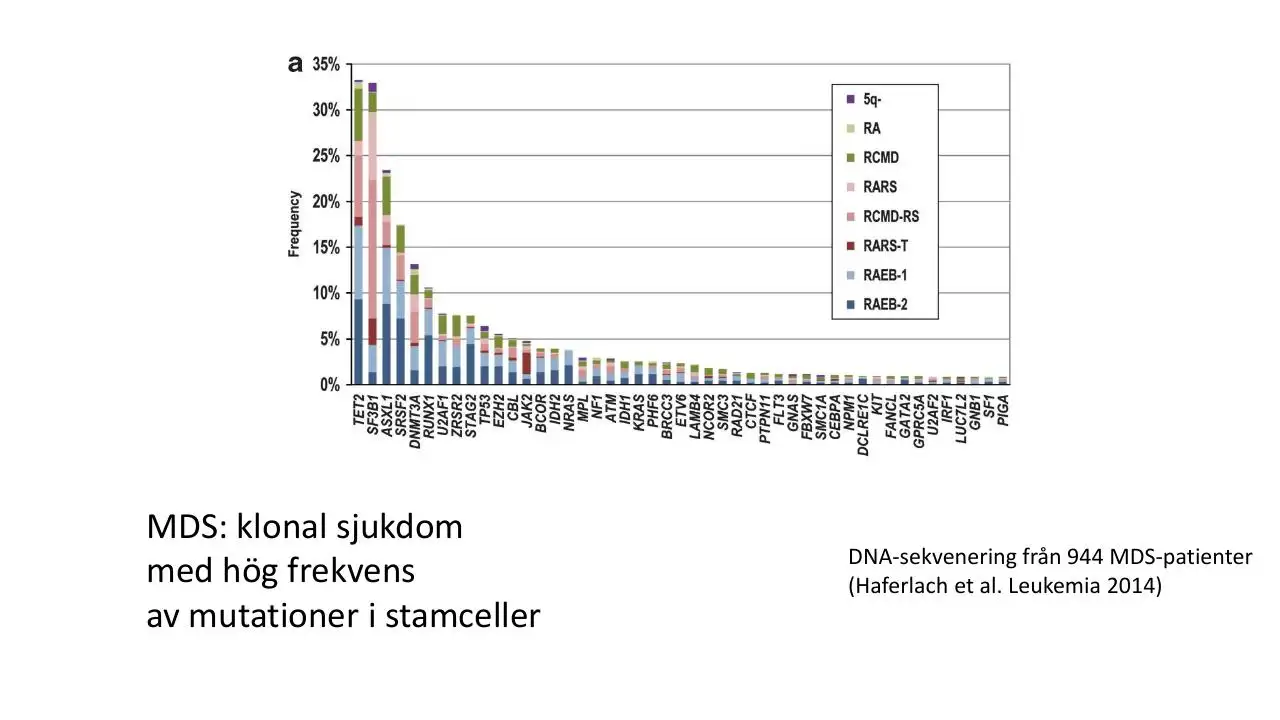 a
35%
30%
25%
20%
15%
10%
5%
0%
Frequency
5q-
RA
RCMD
RARS
RCMD-RS
RARS-T
RAEB-1
RAEB-2
TET2
SF3B1
ASXL1
SRSF2
DNMT3A
RUNX1
U2AF1
ZRSR2
STAG2
TP53
EZH2
CBL
JAK2
BCOR
IDH2
NRAS
MPL
NF1
ATM
IDH1
KRAS
PHF6
BRCC3
ETV6
LAMB4
NCOR2
SMC3
RAD21
CTCF
PTPN11
FLT3
GNAS
FBXW7
SMC1A
CEBPA
NPM1
DCLRE1C
KIT
FANCL
GATA2
GPRC5A
U2AF2
IRF1
LUC7L2
GNB1
SF1
PIGA
MDS: klonal sjukdom
med hög frekvens
av mutationer i stamceller
DNA-sekvenering från 944 MDS-patienter
(Haferlach et al. Leukemia 2014)